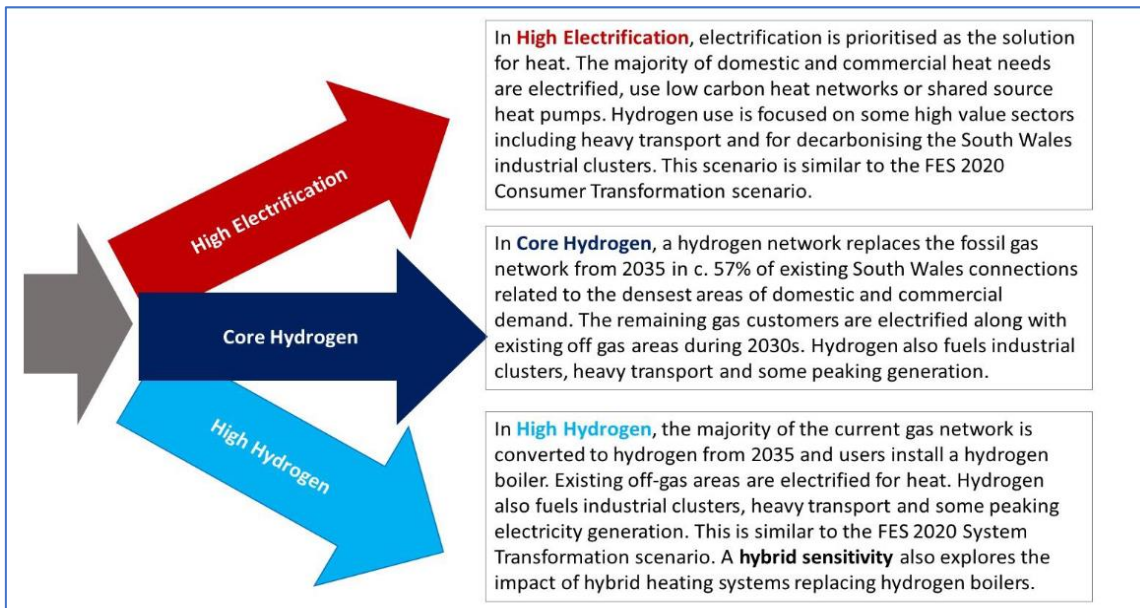 In High Electrification, electrification is prioritised as the solution
for heat. The majority of domestic and commercial heat needs
are electrified, use low carbon heat networks or shared source
heat pumps. Hydrogen use is focused on some high value sectors
including heavy transport and for decarbonising the South Wales
industrial clusters. This scenario is similar to the FES 2020
Consumer Transformation scenario.
High Electrification
In Core Hydrogen, a hydrogen network replaces the fossil gas
network from 2035 in c. 57% of existing South Wales connections
related to the densest areas of domestic and commercial
demand. The remaining gas customers are electrified along with
existing off gas areas during 2030s. Hydrogen also fuels industrial
clusters, heavy transport and some peaking generation.
Core Hydrogen
In High Hydrogen, the majority of the current gas network is
converted to hydrogen from 2035 and users install a hydrogen
boiler. Existing off-gas areas are electrified for heat. Hydrogen
also fuels industrial clusters, heavy transport and some peaking
electricity generation. This is similar to the FES 2020 System
Transformation scenario. A hybrid sensitivity also explores the
impact of hybrid heating systems replacing hydrogen boilers.
High Hydrogen